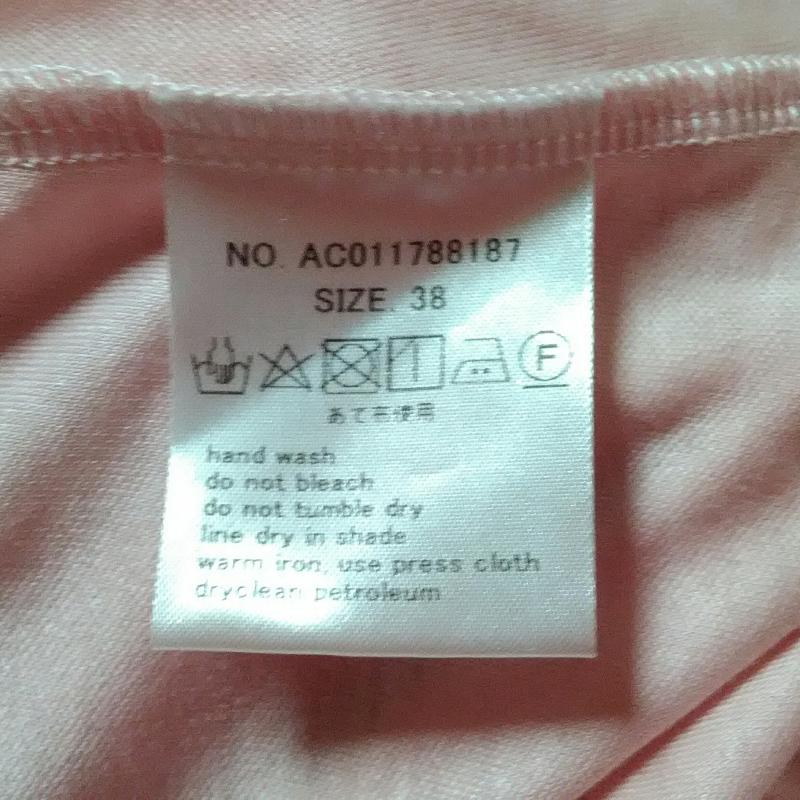 NO. AC011788187
SIZE. 38
F
あて布使用
hand wash
do not bleach
do not tumble dry
line dry in shade
warm iron, use press cloth
dryclean petroleum